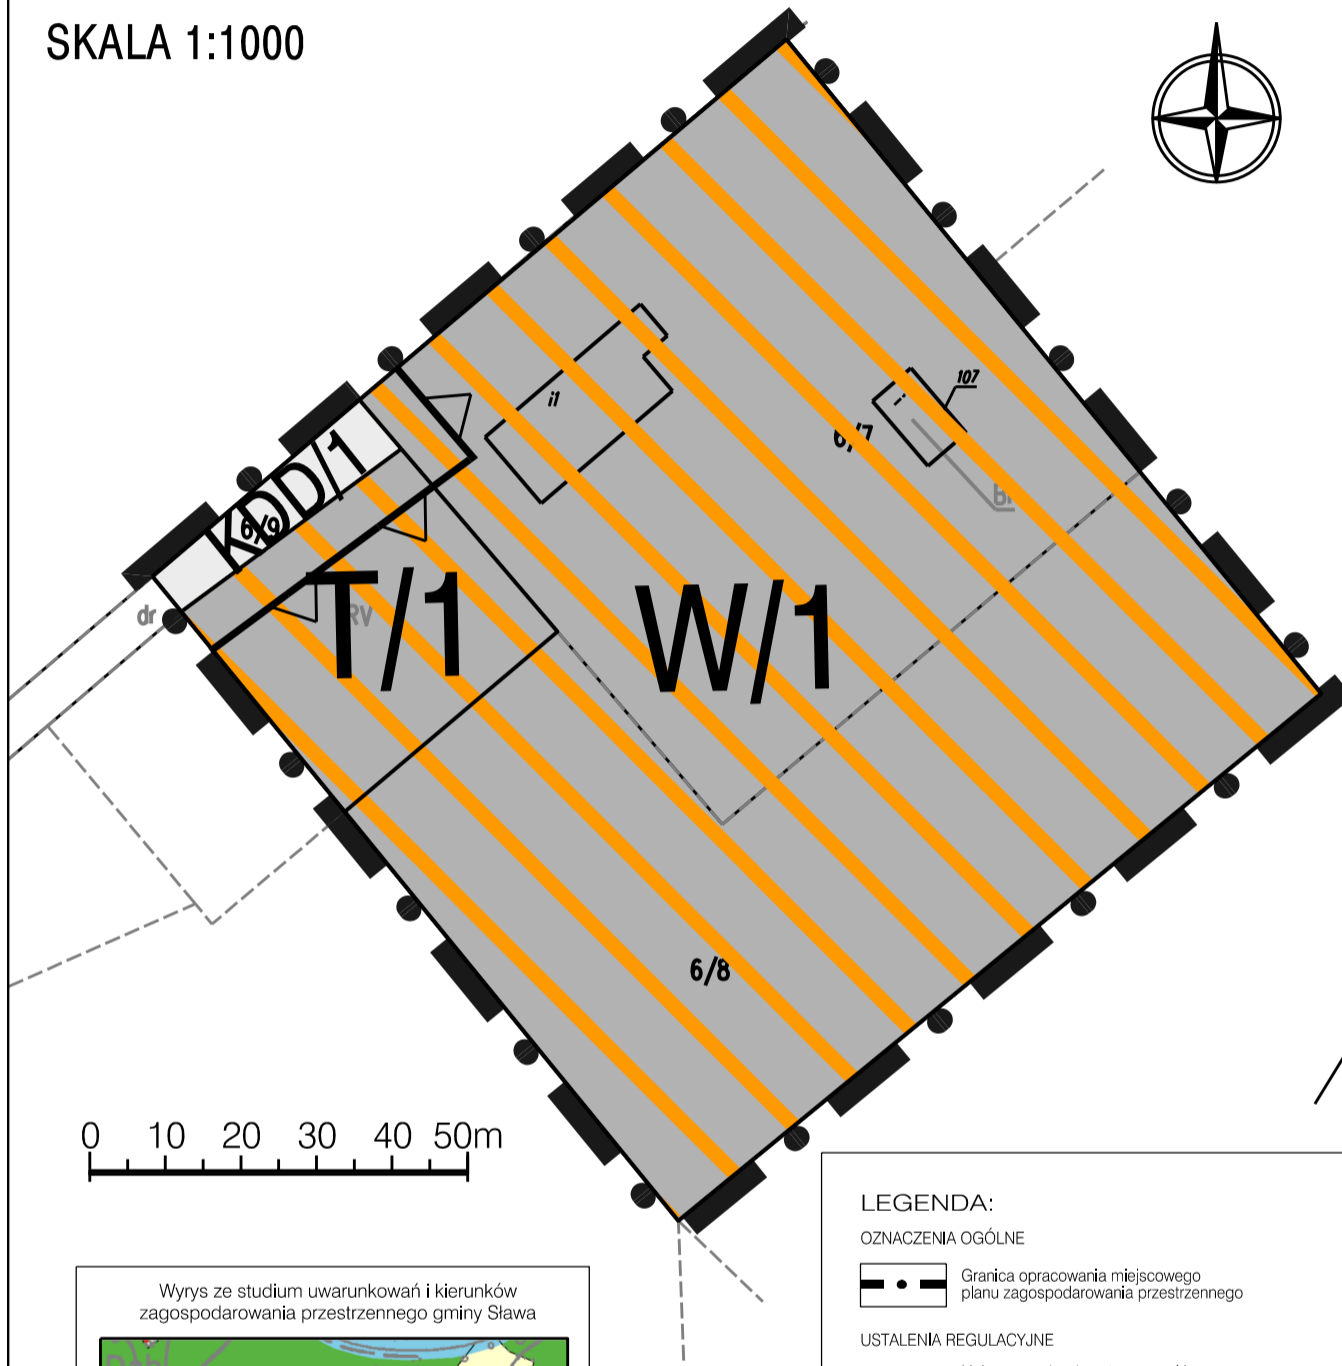 SKALA 1:1000
i1
107
6/7
KDD/1
6/9
dr
T/1
RV
W/1
6/8
0 10 20 30 40 50m
Wyrys ze studium uwarunkowań i kierunków
zagospodarowania przestrzennego gminy Sława
LEGENDA:
OZNACZENIA OGÓLNE
Granica opracowania miejscowego
planu zagospodarowania przestrzennego
USTALENIA REGULACYJNE